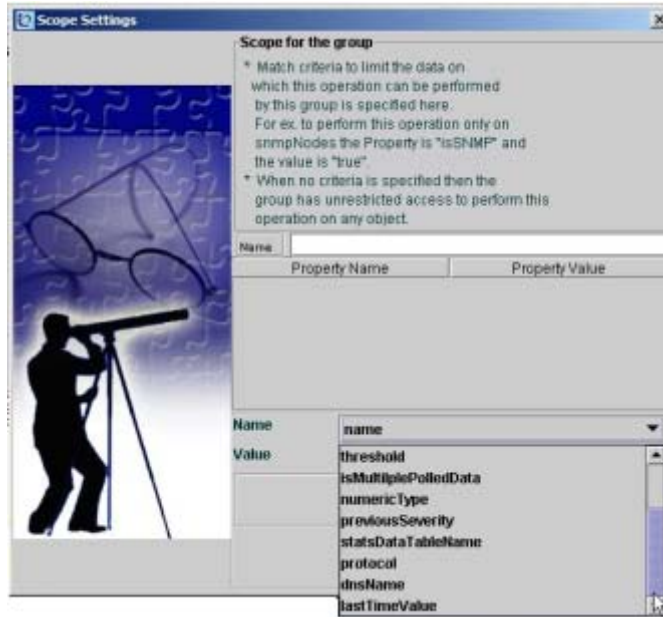 Scope Settings
Scope for the group
* Match criteria to limit the data on
which this operation can be performed
by this group is specified here.
For ex. to perform this operation only on
snmpNodes the Property is "isSNMP" and
the value is "true".
* When no criteria is specified then the
group has unrestricted access to perform this
operation on any object.
Name
Property Name Property Value
Name name
Value
threshold
isMultiplePolledData
numericType
previousSeverity
statsDataTableName
protocol
dnsName
lastTimeValue